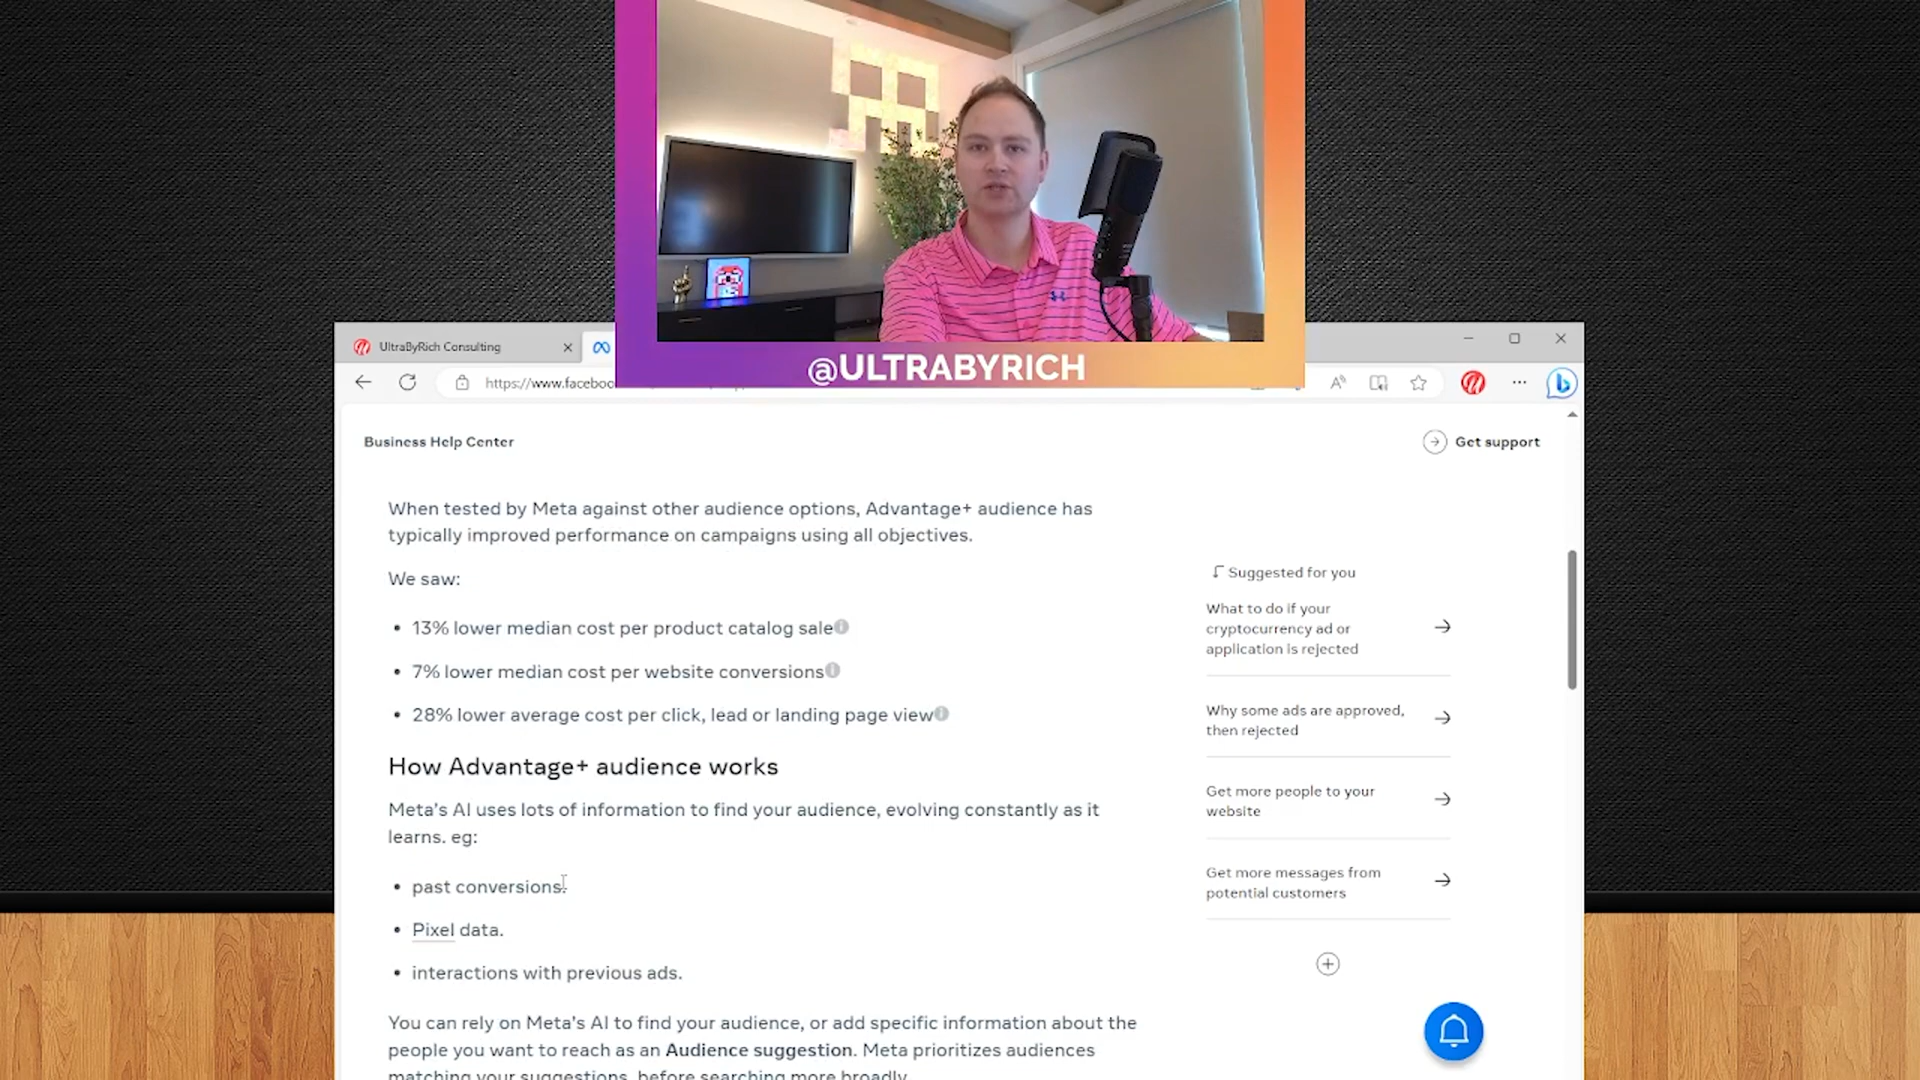 @ULTRABYRICH
UltraByRich Consulting
https://www.faceboo
Business Help Center
Get support
When tested by Meta against other audience options, Advantage+ audience has
typically improved performance on campaigns using all objectives.
We saw:
• 13% lower median cost per product catalog sale
• 7% lower median cost per website conversions
• 28% lower average cost per click, lead or landing page view
How Advantage+ audience works
Meta's AI uses lots of information to find your audience, evolving constantly as it
learns. eg:
• past conversions.
• Pixel data.
• interactions with previous ads.
You can rely on Meta's AI to find your audience, or add specific information about the
people you want to reach as an Audience suggestion. Meta prioritizes audiences
matching your suggestions, before searching more broadly.
Suggested for you
What to do if your
cryptocurrency ad or
application is rejected
Why some ads are approved,
then rejected
Get more people to your
website
Get more messages from
potential customers